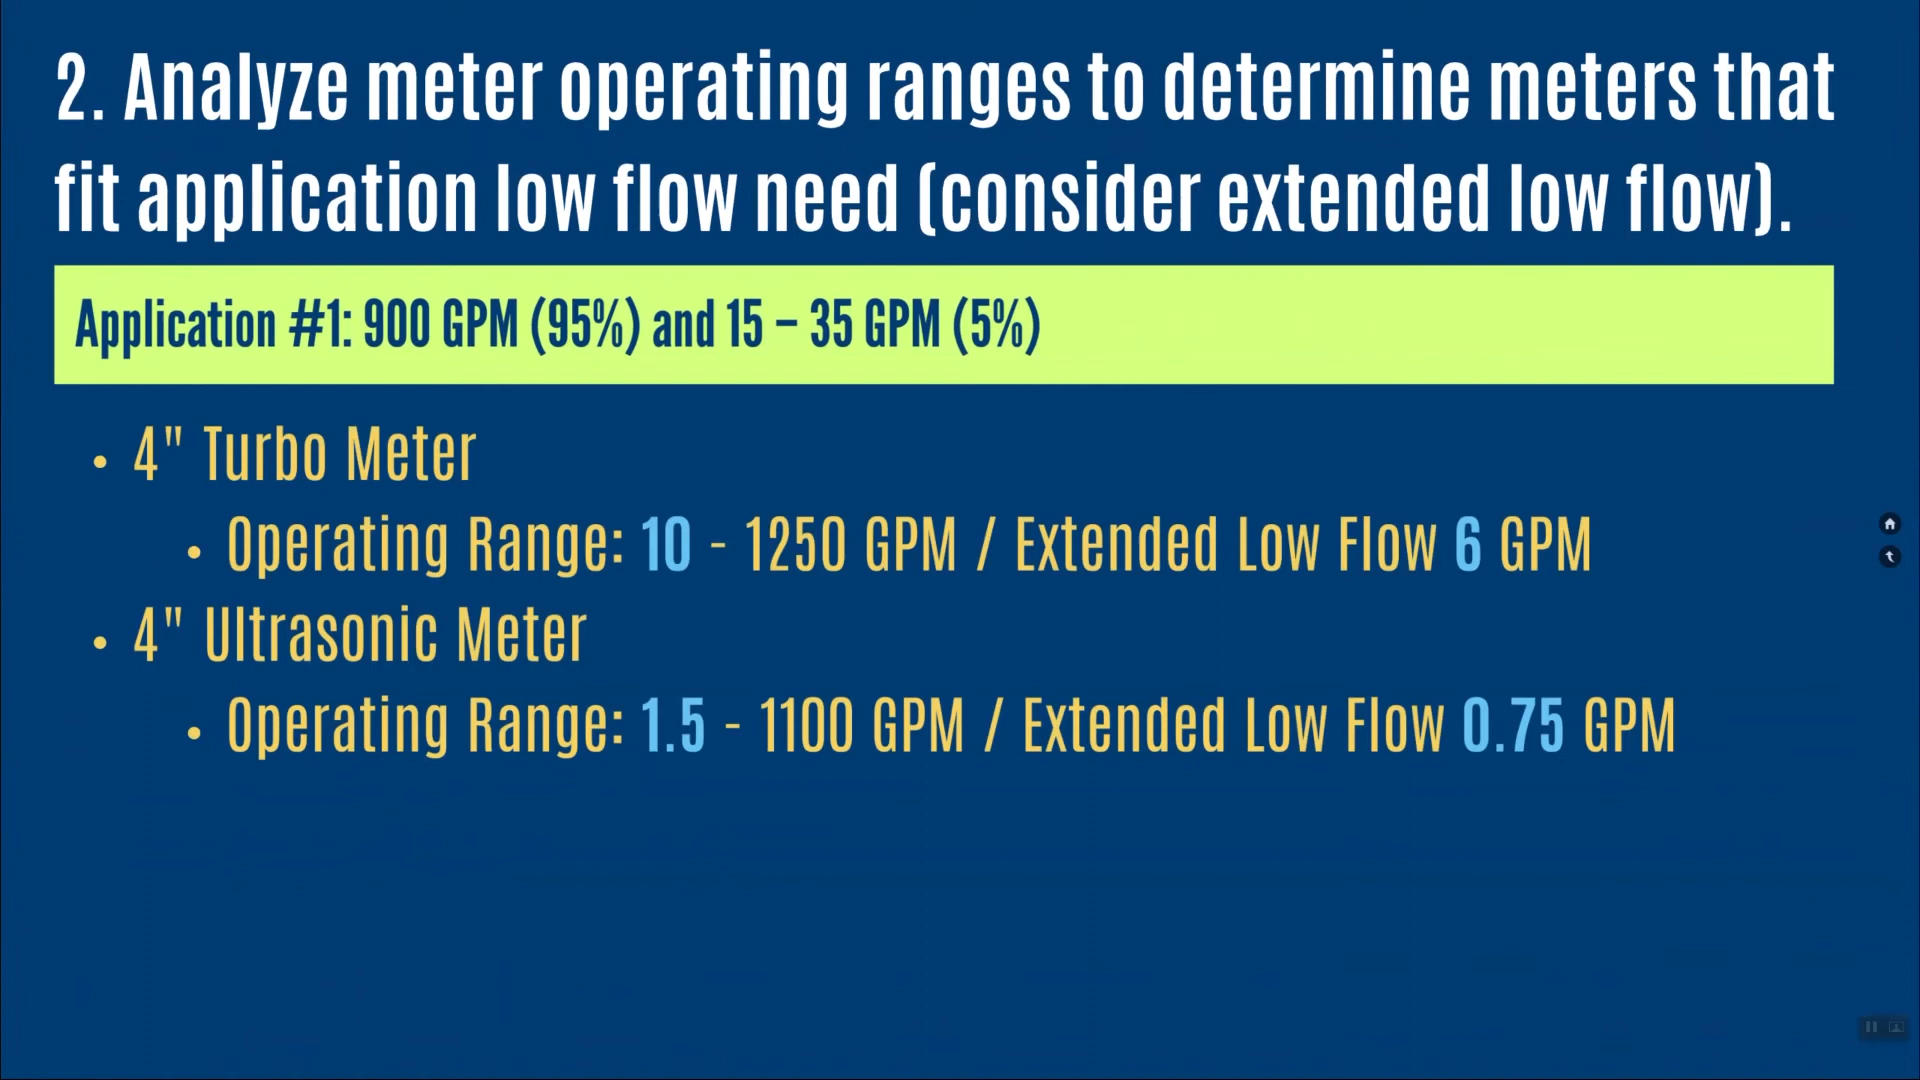 2. Analyze meter operating ranges to determine meters that
fit application low flow need (consider extended low flow).
Application #1: 900 GPM (95%) and 15 – 35 GPM (5%)
• 4" Turbo Meter
• Operating Range: 10 - 1250 GPM / Extended Low Flow 6 GPM
• 4" Ultrasonic Meter
• Operating Range: 1.5 - 1100 GPM / Extended Low Flow 0.75 GPM